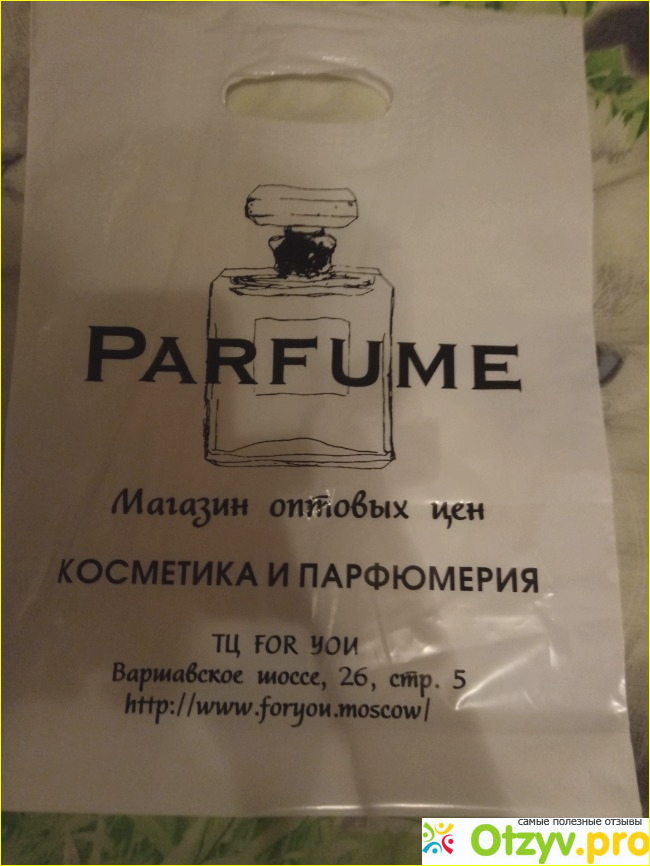 PARFUME
Магазин оптовых цен
КОСМЕТИКА И ПАРФЮМЕРИЯ
ТЦ FOR YOU
Варшавское шоссе, 26, стр. 5
http://www.foryou.moscow/
самые полезные отзывы
Otzyv.pro